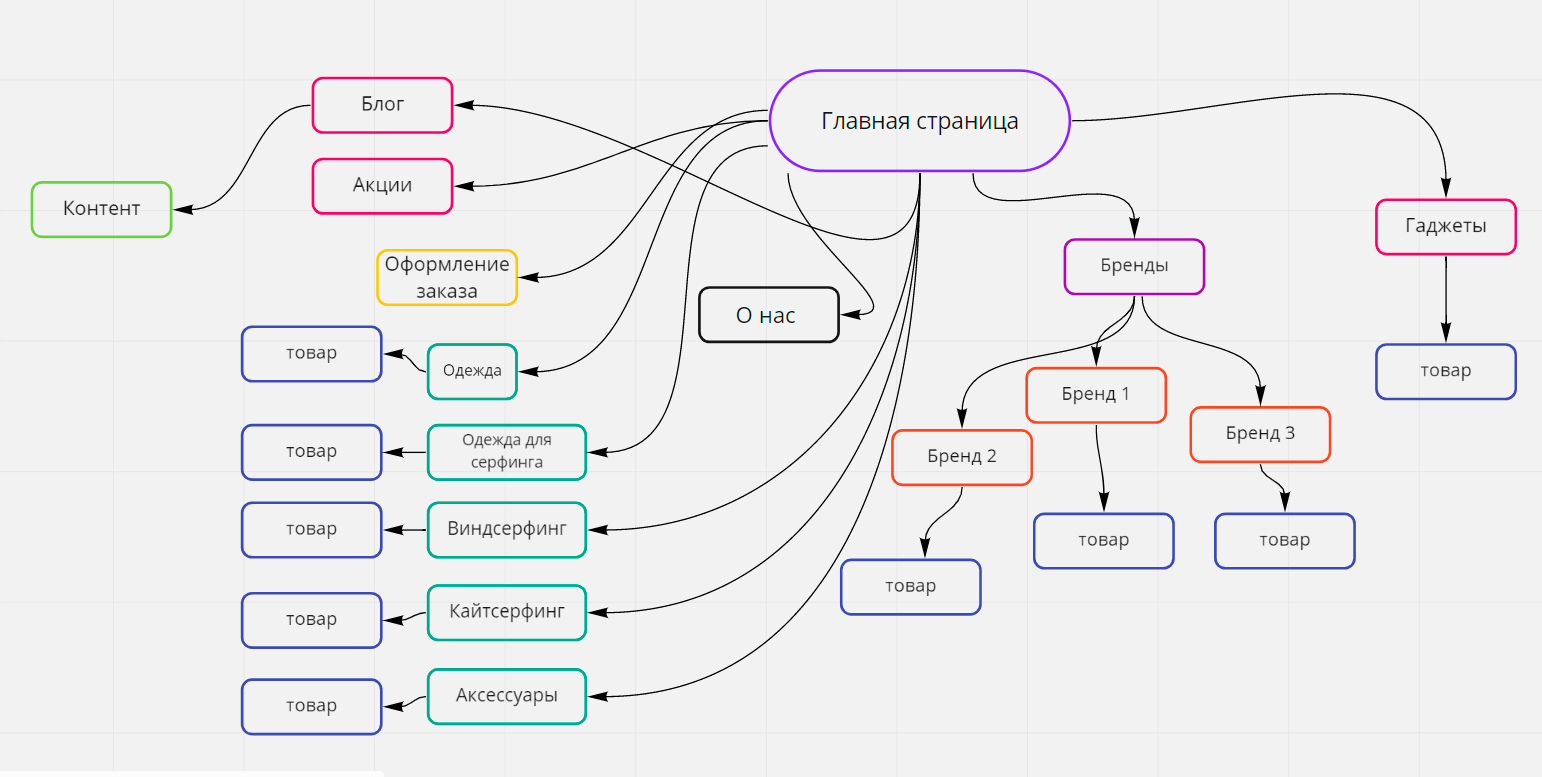 Главная страница
Блог
Акции
Контент
Гаджеты
Оформление
заказа
Бренды
О нас
товар
Одежда
товар
Бренд 1
товар
Одежда для
серфинга
Бренд 2
Бренд 3
товар
Виндсерфинг
товар
товар
товар
Кайтсерфинг
товар
товар
Аксессуары